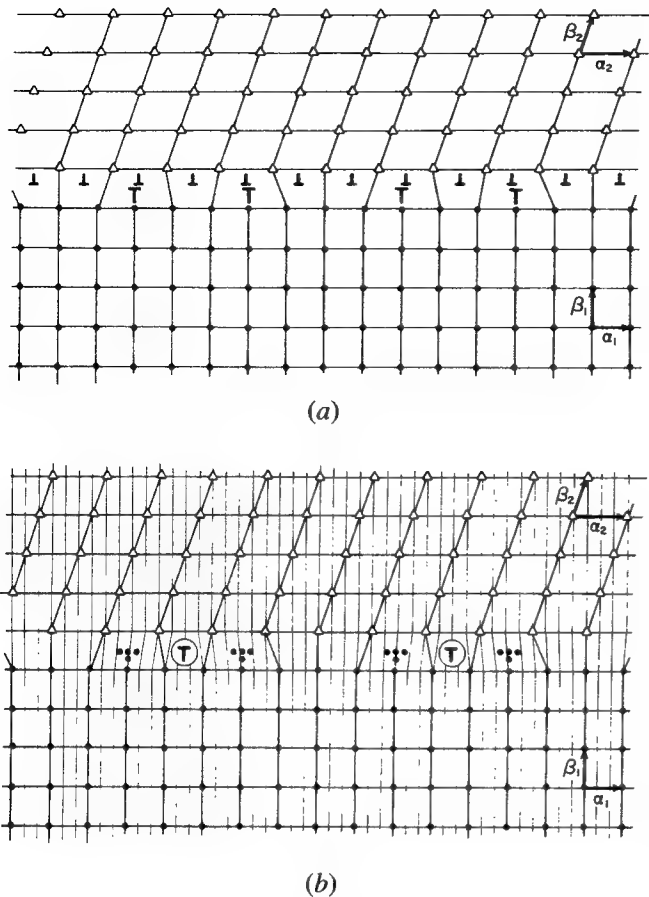 β₂
α₂
⊥ ⊥ ⊥ ⊥ ⊥ ⊥ ⊥ ⊥ ⊥ ⊥ ⊥ ⊥
T T T T
β₁
α₁
(a)
β₂
α₂
T T
β₁
α₁
(b)